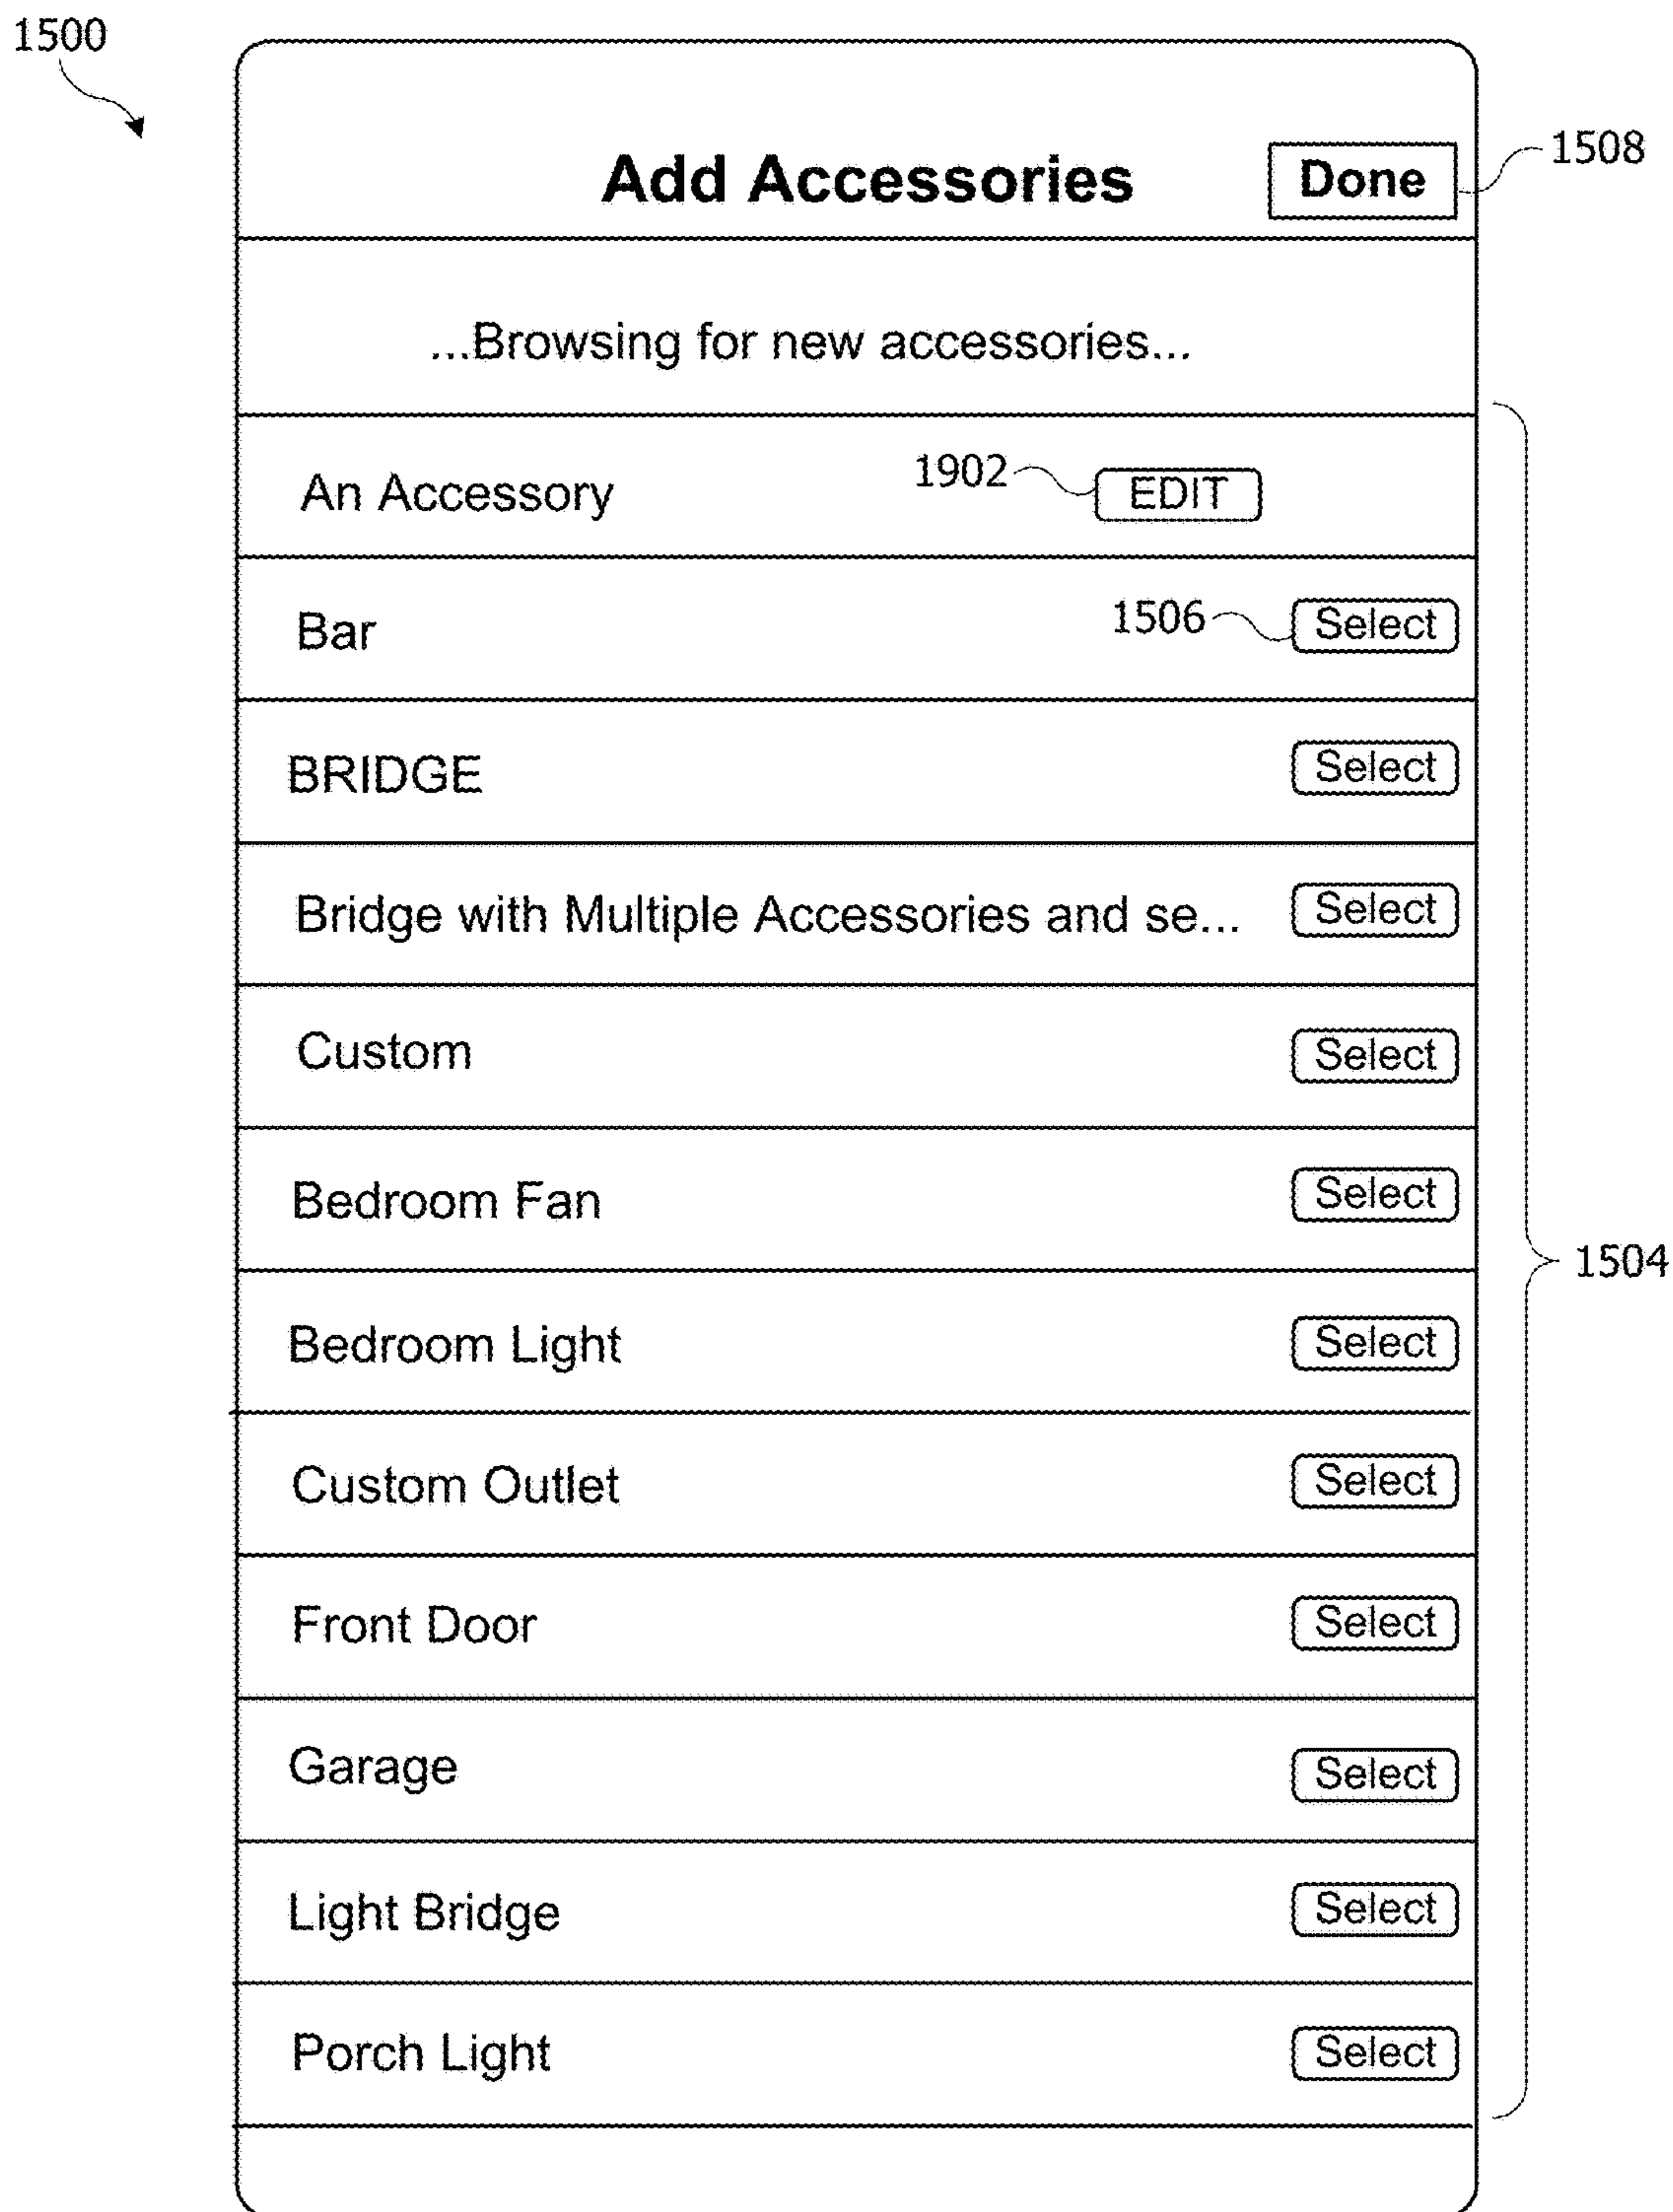 1500
Add Accessories Done 1508
...Browsing for new accessories...
An Accessory 1902 EDIT
Bar 1506 Select
BRIDGE Select
Bridge with Multiple Accessories and se... Select
Custom Select
Bedroom Fan Select
1504
Bedroom Light Select
Custom Outlet Select
Front Door Select
Garage Select
Light Bridge Select
Porch Light Select